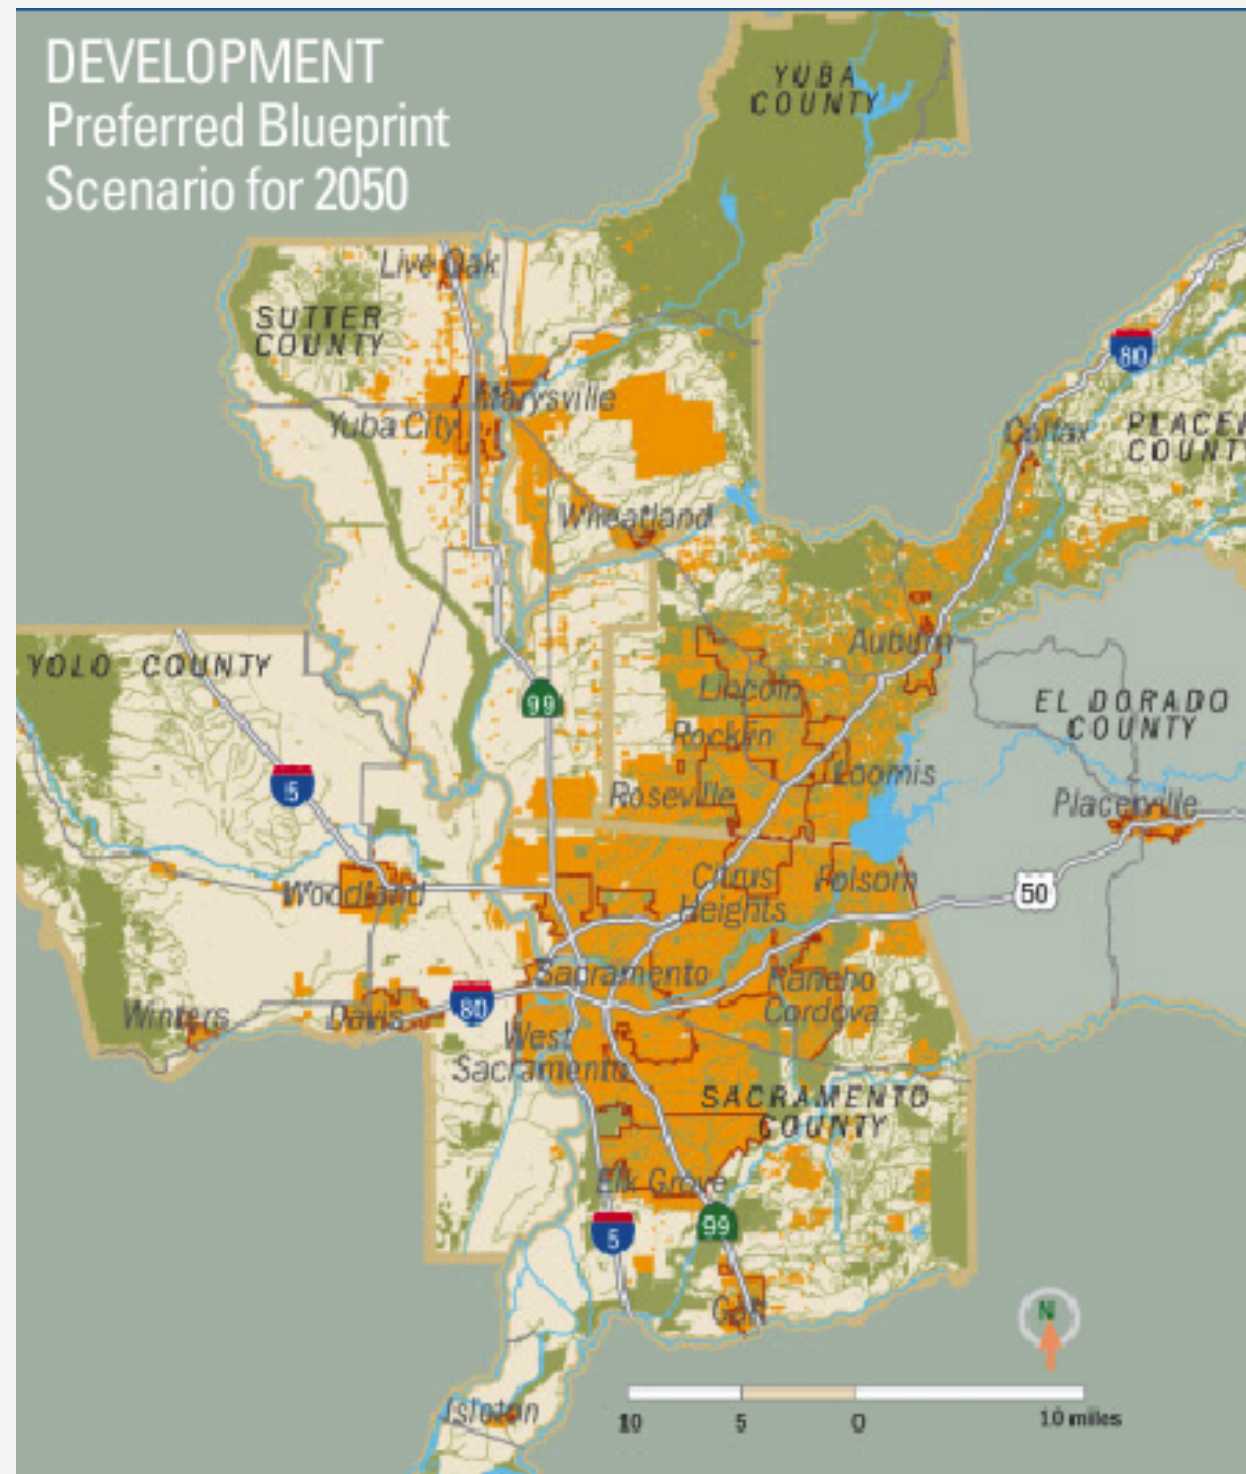 DEVELOPMENT
Preferred Blueprint
Scenario for 2050
YUBA
COUNTY
Live Oak
SUTTER
COUNTY
80
Marysville
Yuba City
Colfax
PLACE
COUNT
Wheatland
Auburn
YOLO COUNTY
Lincoln
EL DORADO
COUNTY
99
Rocklin
Loomis
5
Roseville
Placerville
Citrus
Heights
Folsom
Woodland
50
Sacramento
Rancho
Cordova
80
Winters
Davis
West
Sacramento
SACRAMENTO
COUNTY
Elk Grove
99
5
Galt
N
10 5 0 10 miles
Isleton